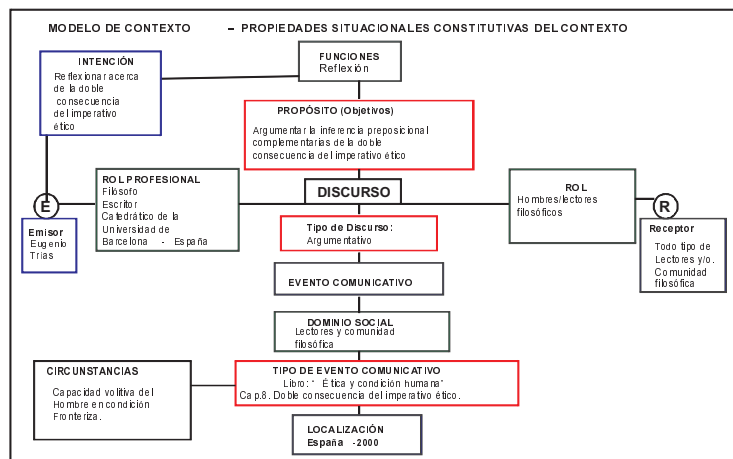 MODELO DE CONTEXTO – PROPIEDADES SITUACIONALES CONSTITUTIVAS DEL CONTEXTO
INTENCIÓN
Reflexionar acerca
de la doble
consecuencia
del imperativo
ético
FUNCIONES
Reflexión
PROPÓSITO (Objetivos)
Argumentar la inferencia preposicional
complementarias de la doble
consecuencia del imperativo ético
ROL PROFESIONAL
Filósofo
Escritor
Catedrático de la
Universidad de
Barcelona - España
DISCURSO
ROL
Hombres/lectores
filosóficos
E
Emisor
Eugenio
Trías
R
Receptor
Todo tipo de
Lectores y/o.
Comunidad
filosófica
Tipo de Discurso:
Argumentativo
EVENTO COMUNICATIVO
DOMINIO SOCIAL
Lectores y comunidad
filosófica
CIRCUNSTANCIAS
Capacidad volitiva del
Hombre en condición
Fronteriza.
TIPO DE EVENTO COMUNICATIVO
Libro: “ Ética y condición humana”
Cap.8. Doble consecuencia del imperativo ético.
LOCALIZACIÓN
España -2000